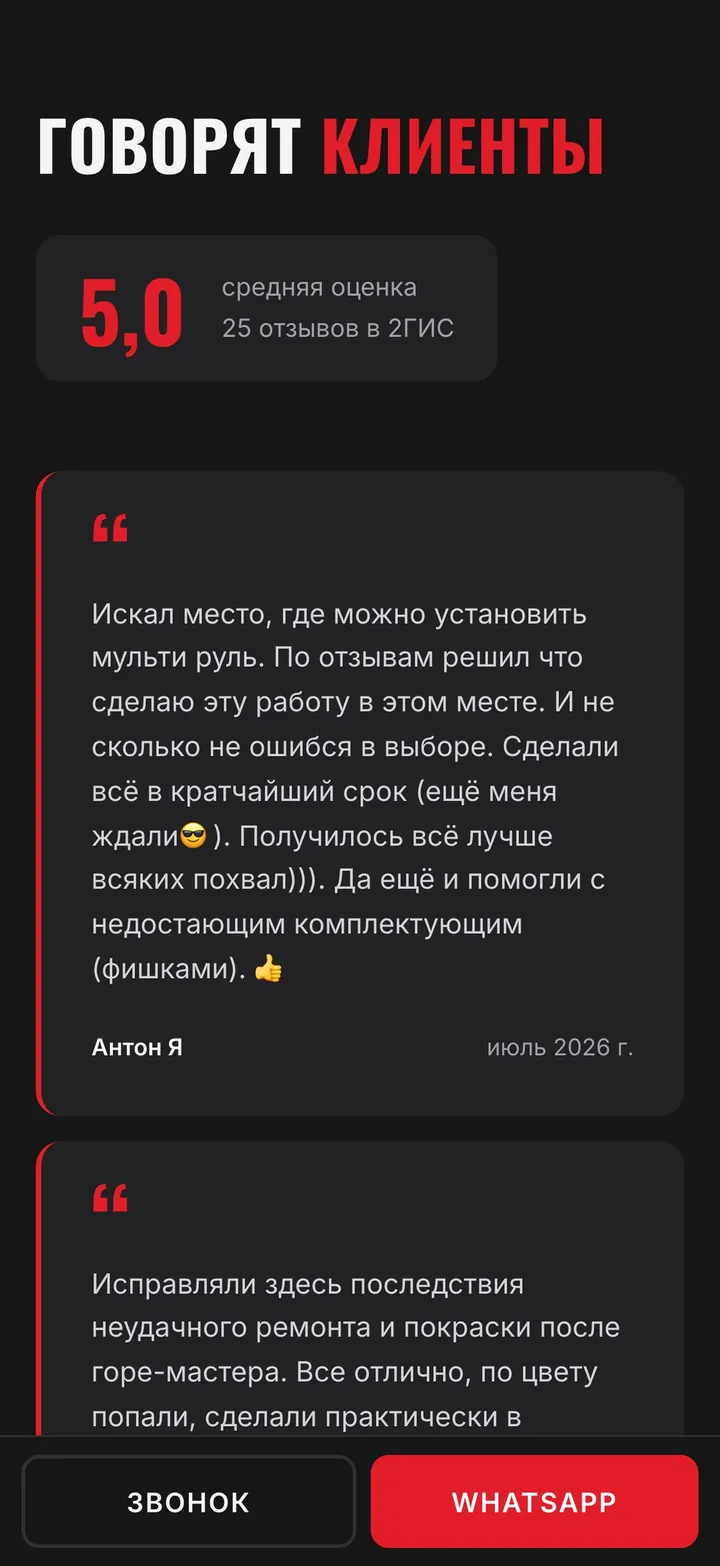 ГОВОРЯТ КЛИЕНТЫ
5,0
средняя оценка
25 отзывов в 2ГИС
“
Искал место, где можно установить
мульти руль. По отзывам решил что
сделаю эту работу в этом месте. И не
сколько не ошибся в выборе. Сделали
всё в кратчайший срок (ещё меня
ждали😎 ). Получилось всё лучше
всяких похвал))). Да ещё и помогли с
недостающим комплектующим
(фишками). 👍
Антон Я
июль 2026 г.
“
Исправляли здесь последствия
неудачного ремонта и покраски после
горе-мастера. Все отлично, по цвету
попали, сделали практически в
ЗВОНОК
WHATSAPP